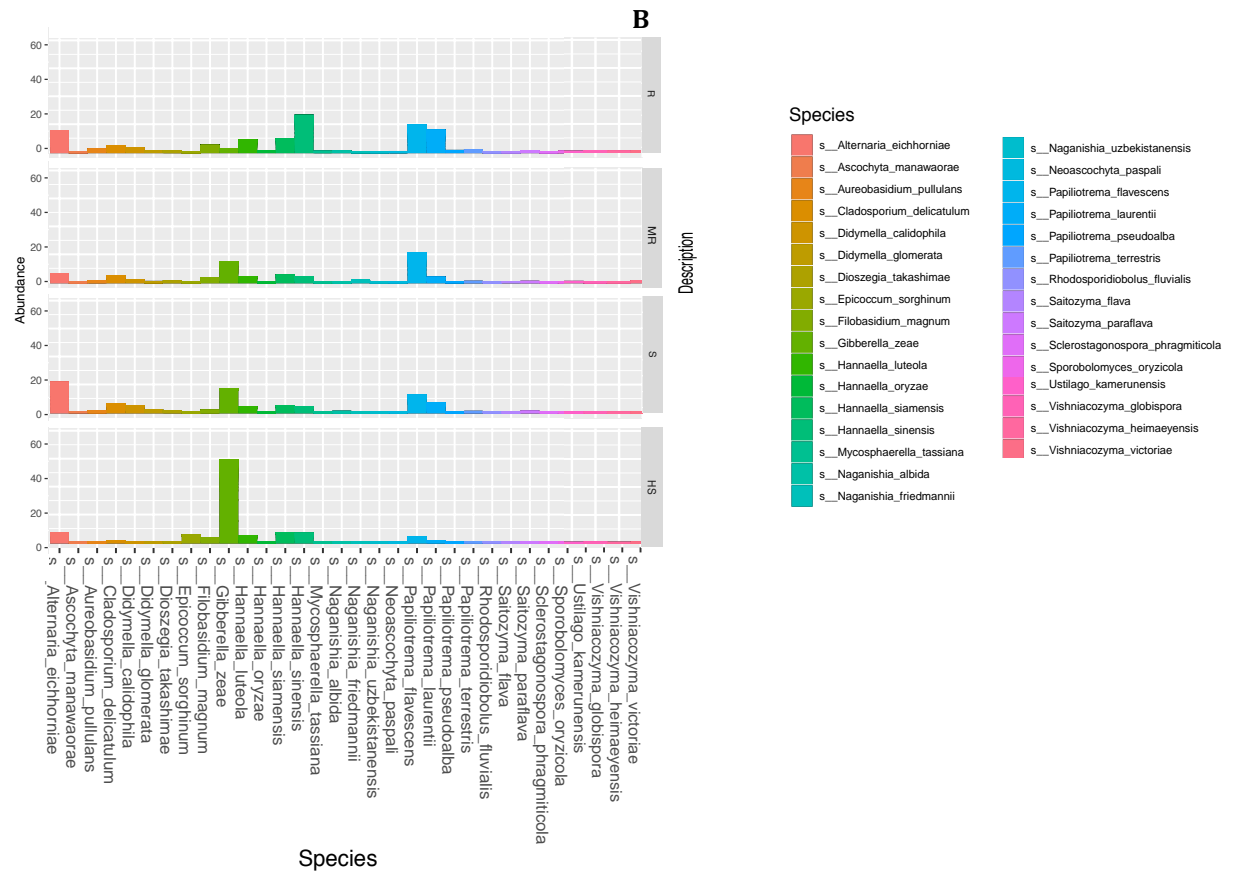 B
60
40
20
0
R
60
40
20
0
MR
60
40
20
0
S
60
40
20
0
HS
Abundance
Description
s__Alternaria_eichhorniae
s__Ascochyta_manawaorae
s__Aureobasidium_pullulans
s__Cladosporium_delicatulum
s__Didymella_calidophila
s__Didymella_glomerata
s__Dioszegia_takashimae
s__Epicoccum_sorghinum
s__Filobasidium_magnum
s__Gibberella_zeae
s__Hannaella_luteola
s__Hannaella_oryzae
s__Hannaella_siamensis
s__Hannaella_sinensis
s__Mycosphaerella_tassiana
s__Naganishia_albida
s__Naganishia_friedmannii
s__Naganishia_uzbekistanensis
s__Neoascochyta_paspali
s__Papiliotrema_flavescens
s__Papiliotrema_laurentii
s__Papiliotrema_pseudoalba
s__Papiliotrema_terrestris
s__Rhodosporidiobolus_fluvialis
s__Saitozyma_flava
s__Saitozyma_paraflava
s__Sclerostagonospora_phragmiticola
s__Sporobolomyces_oryzicola
s__Ustilago_kamerunensis
s__Vishniacozyma_globispora
s__Vishniacozyma_heimaeyensis
s__Vishniacozyma_victoriae
Species
Species
s__Alternaria_eichhorniae
s__Ascochyta_manawaorae
s__Aureobasidium_pullulans
s__Cladosporium_delicatulum
s__Didymella_calidophila
s__Didymella_glomerata
s__Dioszegia_takashimae
s__Epicoccum_sorghinum
s__Filobasidium_magnum
s__Gibberella_zeae
s__Hannaella_luteola
s__Hannaella_oryzae
s__Hannaella_siamensis
s__Hannaella_sinensis
s__Mycosphaerella_tassiana
s__Naganishia_albida
s__Naganishia_friedmannii
s__Naganishia_uzbekistanensis
s__Neoascochyta_paspali
s__Papiliotrema_flavescens
s__Papiliotrema_laurentii
s__Papiliotrema_pseudoalba
s__Papiliotrema_terrestris
s__Rhodosporidiobolus_fluvialis
s__Saitozyma_flava
s__Saitozyma_paraflava
s__Sclerostagonospora_phragmiticola
s__Sporobolomyces_oryzicola
s__Ustilago_kamerunensis
s__Vishniacozyma_globispora
s__Vishniacozyma_heimaeyensis
s__Vishniacozyma_victoriae